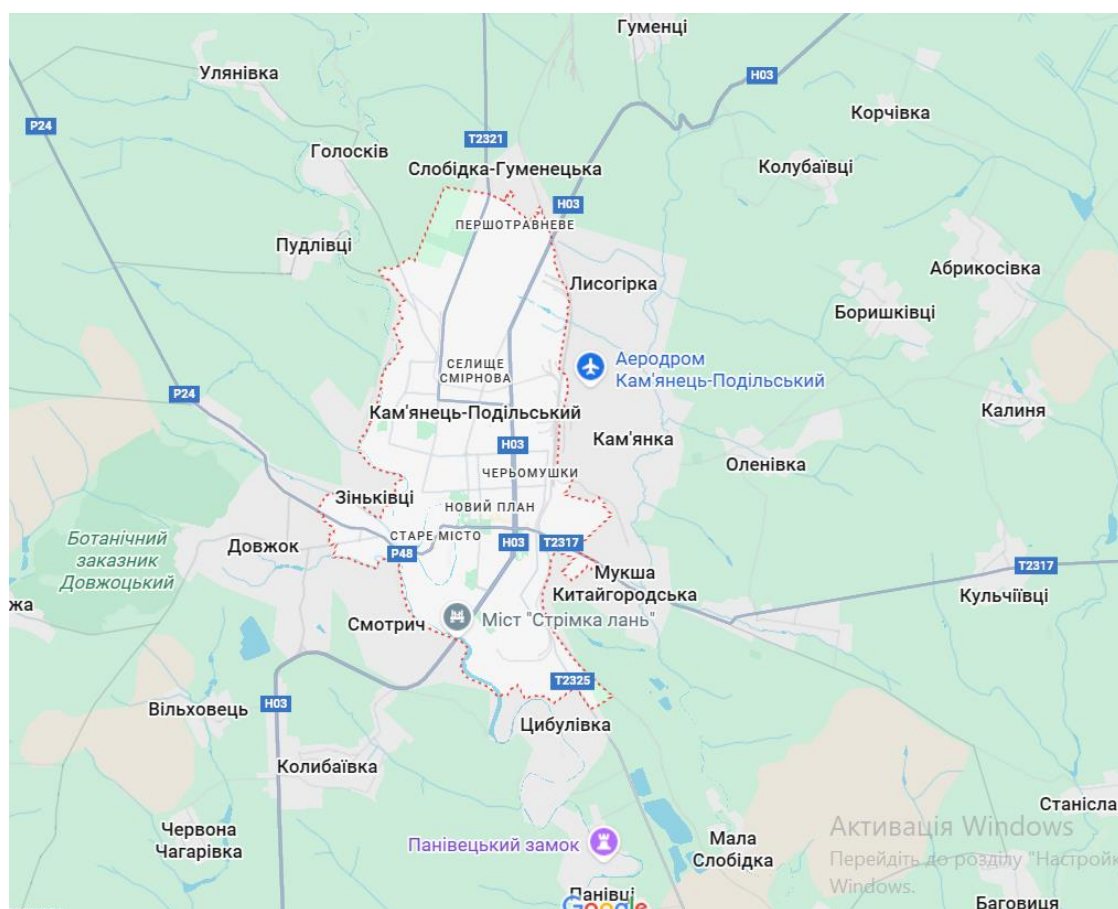 Гуменці
Улянівка
H03
Корчівка
P24
T2321
Голосків
Слобідка-Гуменецька
Колубаївці
H03
ПЕРШОТРАВНЕВЕ
Пудлівці
Лисогірка
Абрикосівка
Боришківці
СЕЛИЩЕ
СМІРНОВА
Аеродром
Кам'янець-Подільський
P24
Кам'янець-Подільський
Калиня
H03
Кам'янка
ЧЕРЬОМУШКИ
Оленівка
Зіньківці
НОВИЙ ПЛАН
Ботанічний
заказник
Довжоцький
Довжок
СТАРЕ МІСТО
P48
H03
T2317
T2317
Мукша
Китайгородська
Кульчіївці
жа
Смотрич
Міст "Стрімка лань"
T2325
Вільховець
H03
Цибулівка
Колибаївка
Станісла
Червона
Чагарівка
Панівецький замок
Мала
Слобідка
Активація Windows
Перейдіть до розділу "Настройк
Windows.
Панівці
Google
Баговиця